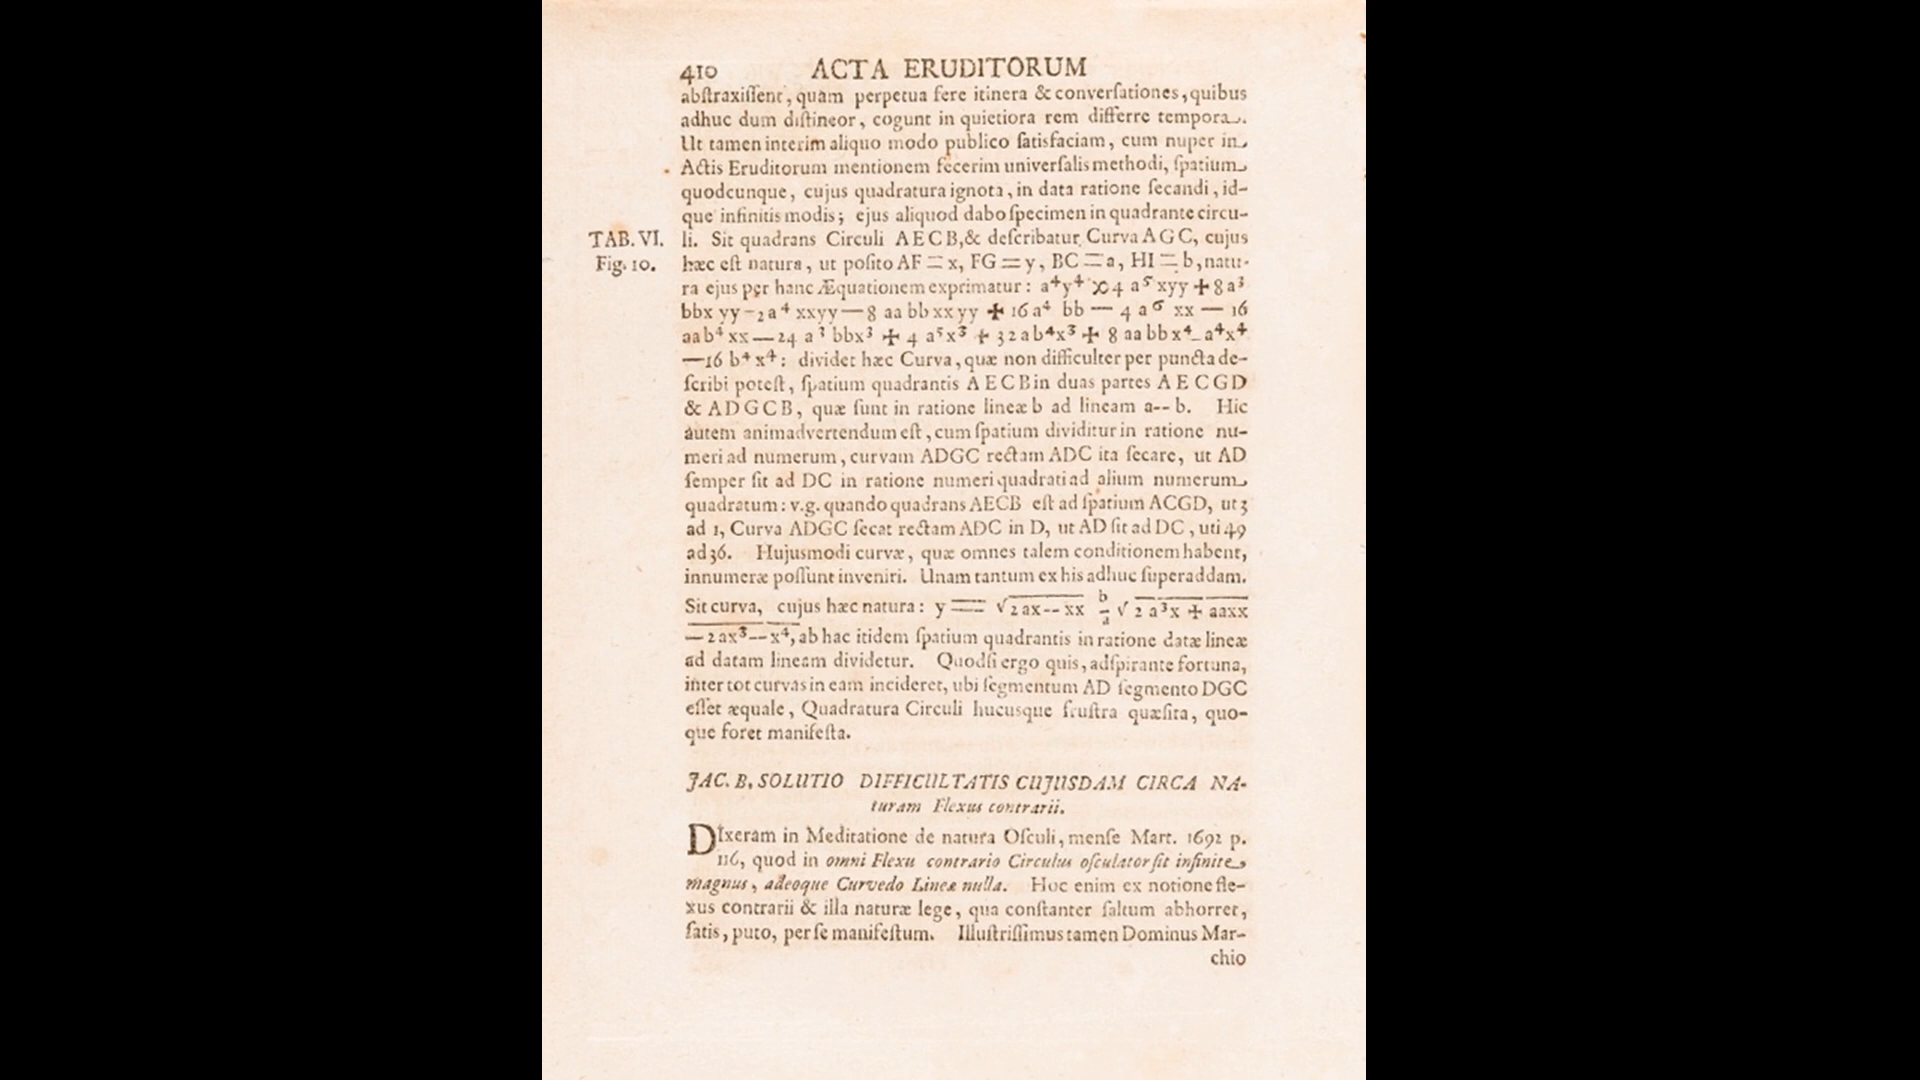 410 ACTA ERUDITORUM
abſtraxiſſent, quam perpetua fere itinera & converſationes, quibus
adhuc dum diſtineor, cogunt in quietiora rem differre tempora.
Ut tamen interim aliquo modo publico ſatisfaciam, cum nuper in
Actis Eruditorum mentionem fecerim univerſalis methodi, ſpatium
quodcunque, cujus quadratura ignota, in data ratione ſecandi, id-
que infinitis modis; ejus aliquod dabo ſpecimen in quadrante circu-
TAB. VI. li. Sit quadrans Circuli AECB, & deſcribatur Curva AGC, cujus
Fig. 10. hæc eſt natura, ut poſito AF = x, FG = y, BC = a, HI = b, natu-
ra ejus per hanc Æquationem exprimatur: a⁴y⁴ ∝ 4 a⁵ xyy + 8 a³
bbx yy - 2 a⁴ xxyy — 8 aa bb xx yy + 16 a⁴ bb — 4 a⁶ xx — 16
aab⁴ xx — 24 a³ bbx³ + 4 a⁵x³ + 32 a b⁴x³ + 8 aa bb x⁴ - a⁴x⁴
— 16 b⁴ x⁴: dividet hæc Curva, quæ non difficulter per puncta de-
ſcribi poteſt, ſpatium quadrantis AECB in duas partes AECGD
& ADGCB, quæ ſunt in ratione lineæ b ad lineam a -- b. Hic
autem animadvertendum eſt, cum ſpatium dividitur in ratione nu-
meri ad numerum, curvam ADGC rectam ADC ita ſecare, ut AD
ſemper ſit ad DC in ratione numeri quadrati ad alium numerum
quadratum: v.g. quando quadrans AECB eſt ad ſpatium ACGD, ut 3
ad 1, Curva ADGC ſecat rectam ADC in D, ut AD ſit ad DC, uti 49
ad 36. Hujusmodi curvæ, quæ omnes talem conditionem habent,
innumeræ poſſunt inveniri. Unam tantum ex his adhuc ſuperaddam.
Sit curva, cujus hæc natura: y = √2 ax -- xx b/a √ 2 a³x + aaxx
— 2 ax³ -- x⁴, ab hac itidem ſpatium quadrantis in ratione datæ lineæ
ad datam lineam dividetur. Quodſi ergo quis, adſpirante fortuna,
inter tot curvas in eam incideret, ubi ſegmentum AD ſegmento DGC
eſſet æquale, Quadratura Circuli hucusque fruſtra quæſita, quo-
que foret manifeſta.
JAC. B. SOLUTIO DIFFICULTATIS CUJUSDAM CIRCA NA-
turam Flexus contrarii.
DIxeram in Meditatione de natura Oſculi, menſe Mart. 1692 p.
116, quod in omni Flexu contrario Circulus oſculator ſit infinite
magnus, adeoque Curvedo Lineæ nulla. Hoc enim ex notione fle-
xus contrarii & illa naturæ lege, qua conſtanter ſaltum abhorret,
ſatis, puto, per ſe manifeſtum. Illuſtriſſimus tamen Dominus Mar-
chio